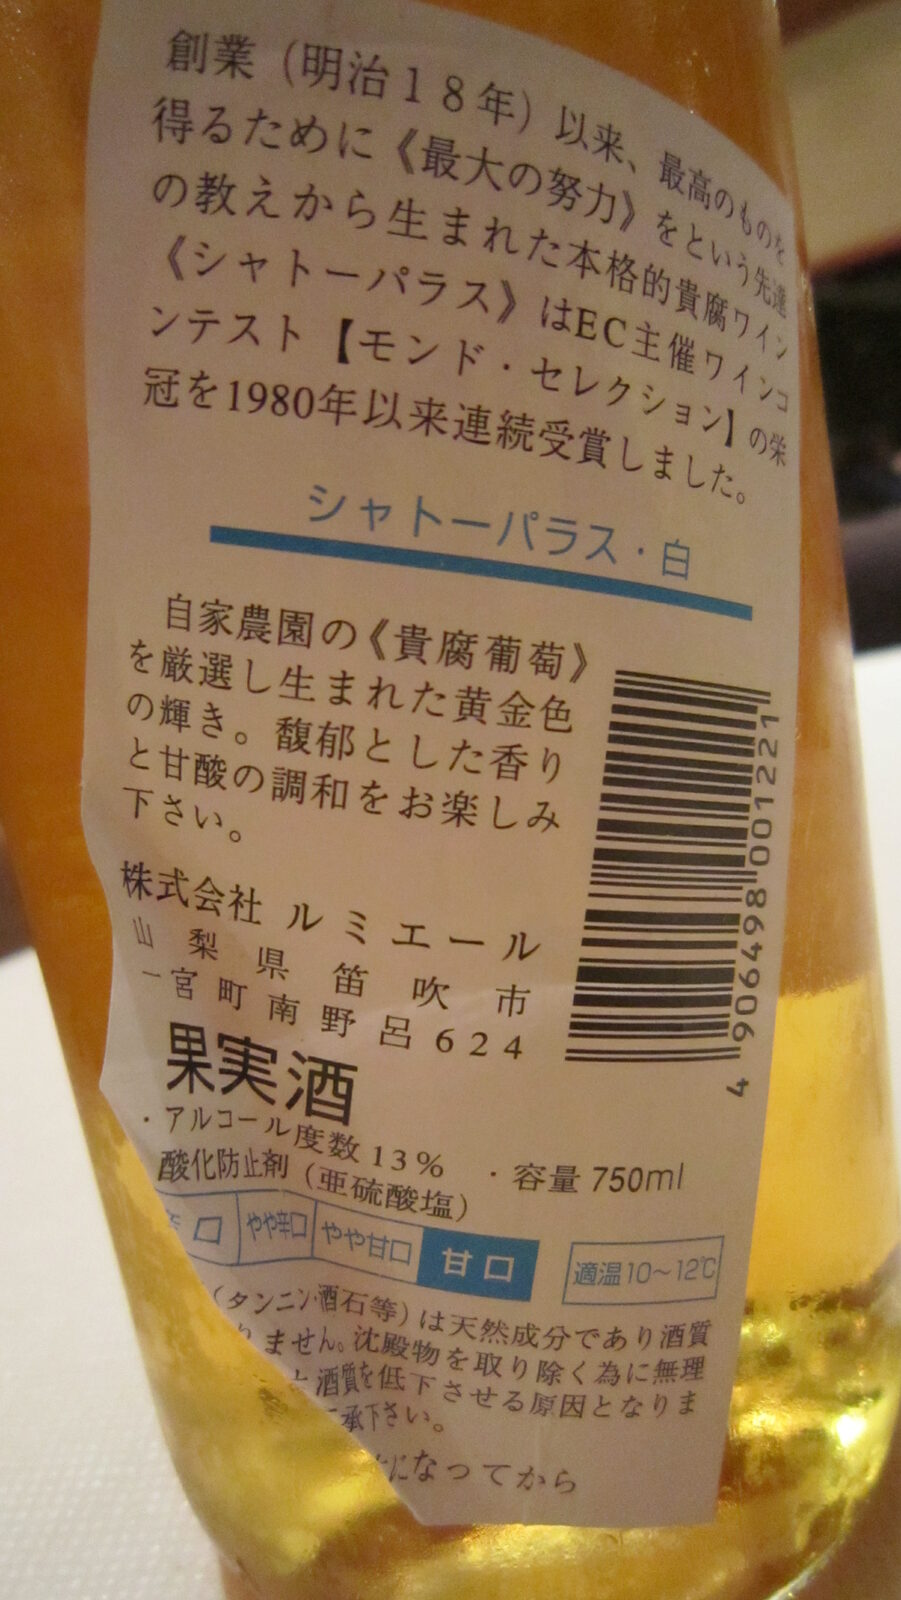 創業（明治18年）以来、最高のものを
得るために《最大の努力》をという先達
の教えから生まれた本格的貴腐ワイン
《シャトーパラス》はEC主催ワインコ
ンテスト【モンド・セレクション】の栄
冠を1980年以来連続受賞しました。
シャトーパラス・白
自家農園の《貴腐葡萄》
を厳選し生まれた黄金色
の輝き。馥郁とした香り
と甘酸の調和をお楽しみ
下さい。
4 906498 001221
株式会社 ルミエール
山梨県笛吹市
一宮町南野呂624
果実酒
・アルコール度数13% ・容量750ml
酸化防止剤（亜硫酸塩）
口 やや辛口 やや甘口 甘口 適温10～12℃
（タンニン・酒石等）は天然成分であり酒質
りません。沈殿物を取り除く為に無理
酒質を低下させる原因となりま
承下さい。
になってから